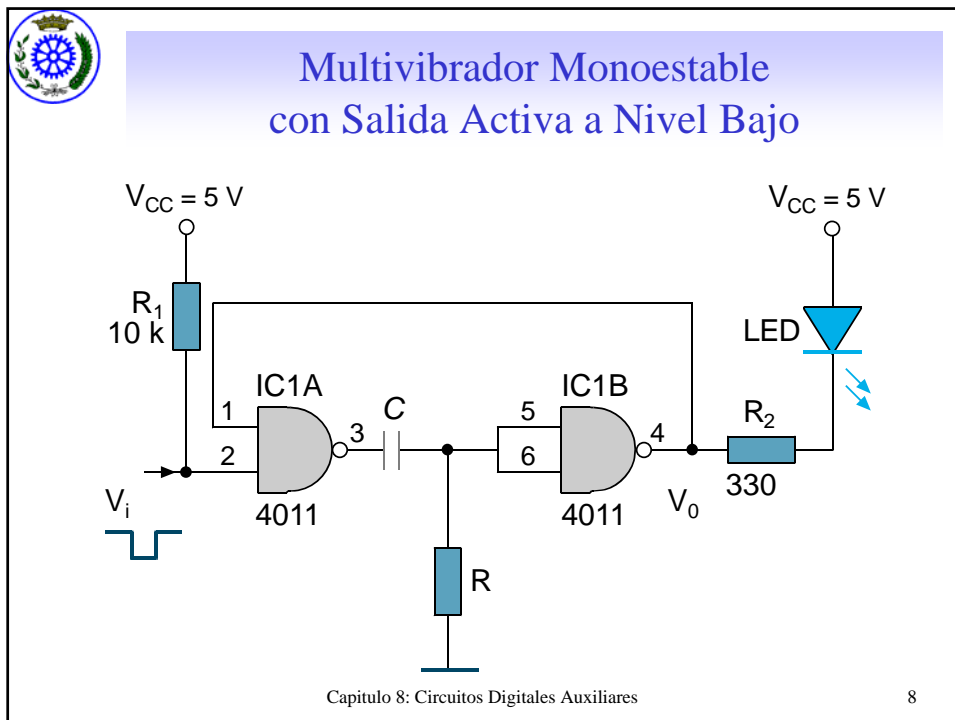 Multivibrador Monoestable
con Salida Activa a Nivel Bajo
V_CC = 5 V
V_CC = 5 V
R_1
10 k
LED
IC1A
IC1B
C
R_2
1
5
3
4
2
6
330
V_i
4011
4011
V_0
R
Capitulo 8: Circuitos Digitales Auxiliares
8